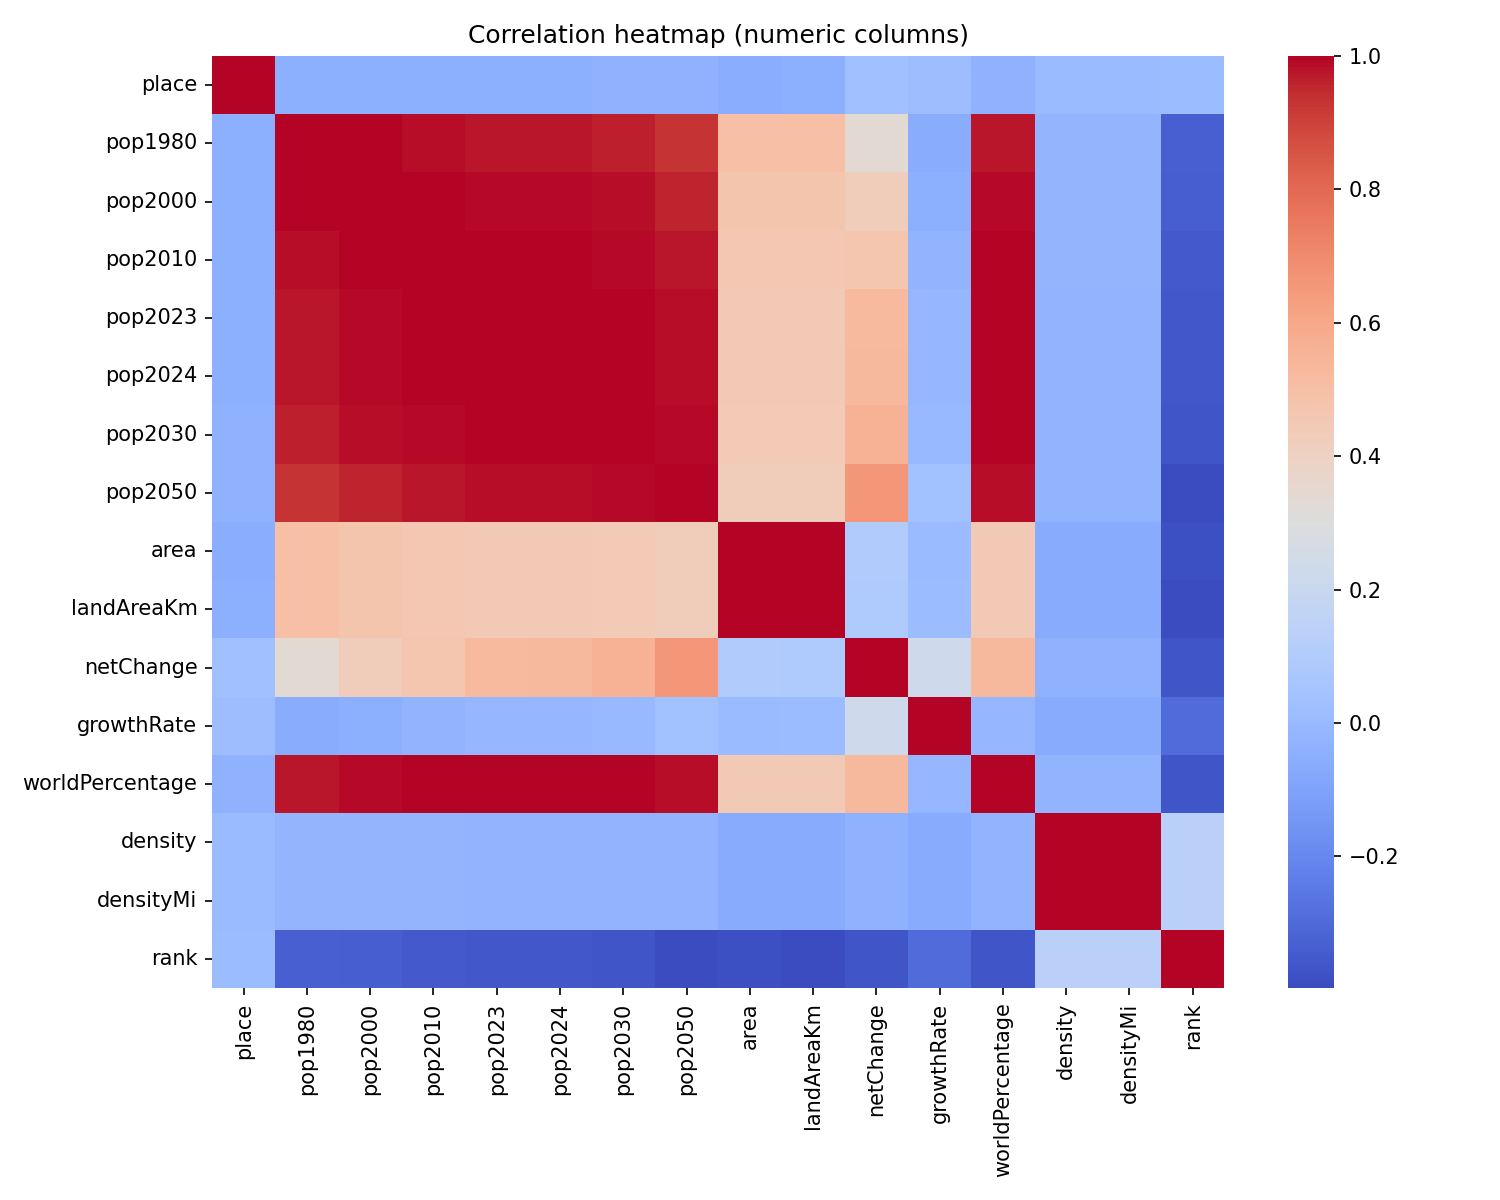 Correlation heatmap (numeric columns)
place
pop1980
pop2000
pop2010
pop2023
pop2024
pop2030
pop2050
area
landAreaKm
netChange
growthRate
worldPercentage
density
densityMi
rank
place
pop1980
pop2000
pop2010
pop2023
pop2024
pop2030
pop2050
area
landAreaKm
netChange
growthRate
worldPercentage
density
densityMi
rank
1.0
0.8
0.6
0.4
0.2
0.0
−0.2